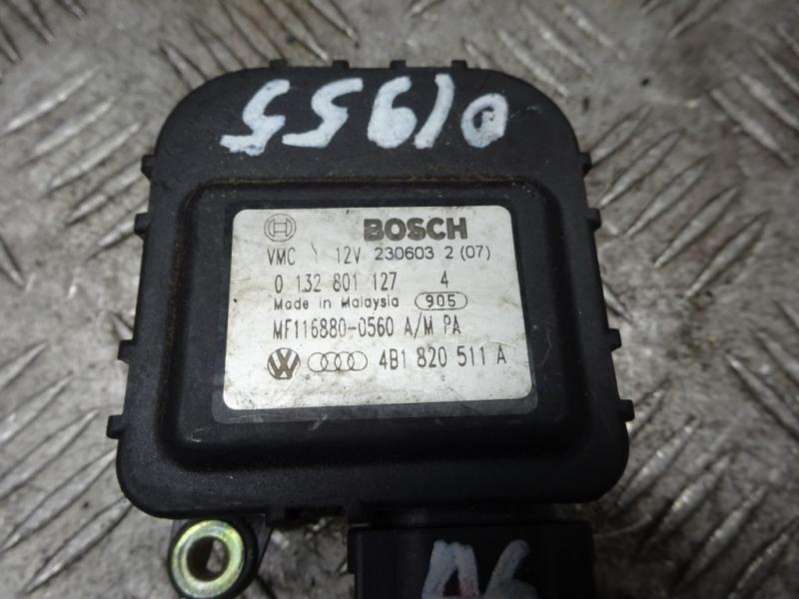 01955
BOSCH
VMC 12V 230603 2 (07)
0 132 801 127 4
Made in Malaysia 905
MF116880-0560 A/M PA
4B1 820 511 A
A6